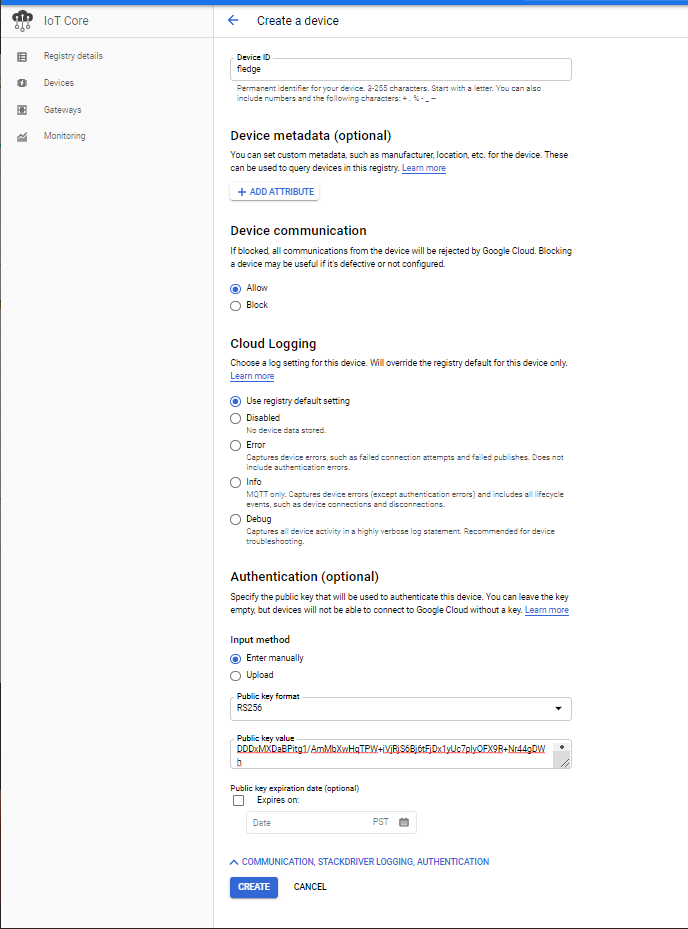 IoT Core
Create a device
Registry details
Devices
Gateways
Monitoring
Device ID
fledge
Permanent identifier for your device. 3-255 characters. Start with a letter. You can also
include numbers and the following characters: + . % - _ ~
Device metadata (optional)
You can set custom metadata, such as manufacturer, location, etc. for the device. These
can be used to query devices in this registry. Learn more
+ ADD ATTRIBUTE
Device communication
If blocked, all communications from the device will be rejected by Google Cloud. Blocking
a device may be useful if it's defective or not configured.
Allow
Block
Cloud Logging
Choose a log setting for this device. Will override the registry default for this device only.
Learn more
Use registry default setting
Disabled
No device data stored.
Error
Captures device errors, such as failed connection attempts and failed publishes. Does not
include authentication errors.
Info
MQTT only. Captures device errors (except authentication errors) and includes all lifecycle
events, such as device connections and disconnections.
Debug
Captures all device activity in a highly verbose log statement. Recommended for device
troubleshooting.
Authentication (optional)
Specify the public key that will be used to authenticate this device. You can leave the key
empty, but devices will not be able to connect to Google Cloud without a key. Learn more
Input method
Enter manually
Upload
Public key format
RS256
Public key value
DDDxMXDaBPitg1/AmMbXwHqTPW+iVjRjS6Bj6tFjDx1yUc7plyOFX9R+Nr44gDW
h
Public key expiration date (optional)
Expires on:
Date
PST
COMMUNICATION, STACKDRIVER LOGGING, AUTHENTICATION
CREATE
CANCEL